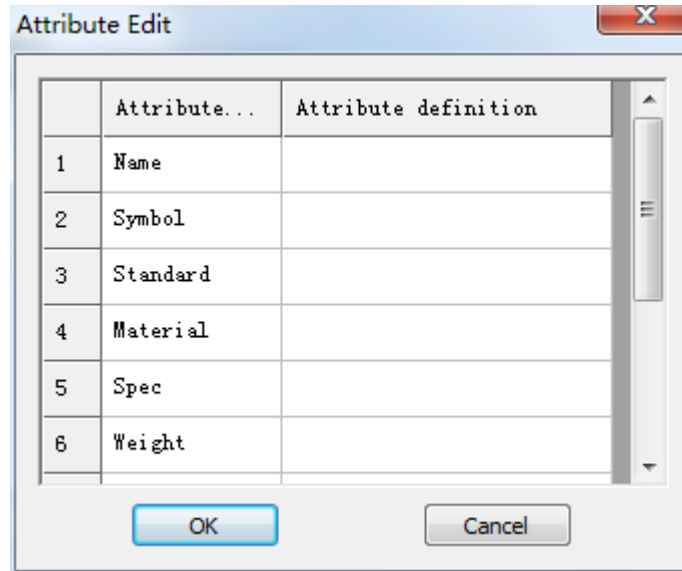 Attribute Edit
Attribute... Attribute definition
1 Name
2 Symbol
3 Standard
4 Material
5 Spec
6 Weight
OK Cancel